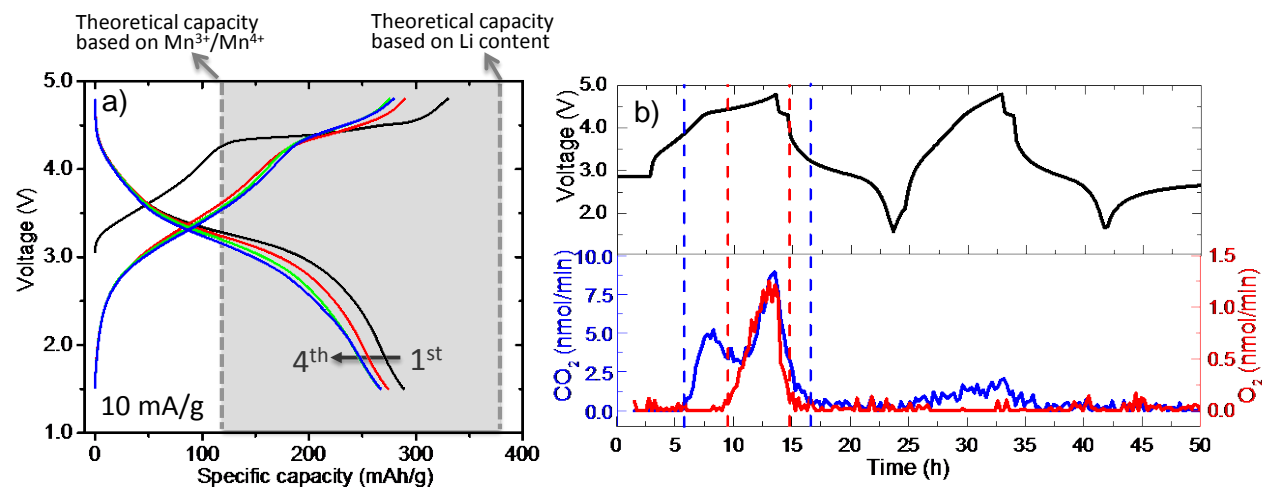 Theoretical capacity
based on Mn³⁺/Mn⁴⁺
Theoretical capacity
based on Li content
a)
5.0
4.0
3.0
2.0
1.0
Voltage (V)
4th
1st
10 mA/g
0
100
200
300
400
Specific capacity (mAh/g)
b)
5.0
4.0
3.0
2.0
Voltage (V)
10.0
7.5
5.0
2.5
0.0
CO₂ (nmol/min)
1.5
1.0
0.5
0.0
O₂ (nmol/min)
0
5
10
15
20
25
30
35
40
45
50
Time (h)